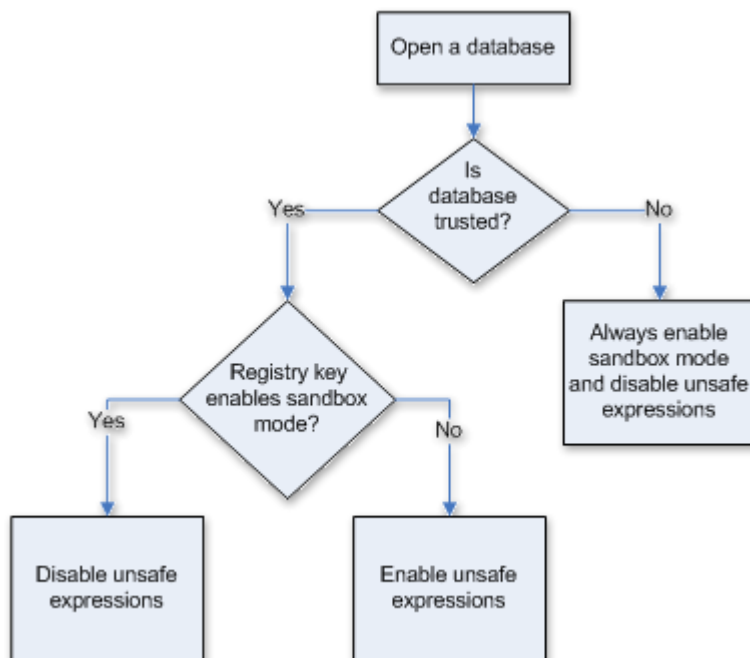 Open a database
Is
database
trusted?
Yes
No
Always enable
sandbox mode
and disable unsafe
expressions
Registry key
enables sandbox
mode?
Yes
No
Disable unsafe
expressions
Enable unsafe
expressions